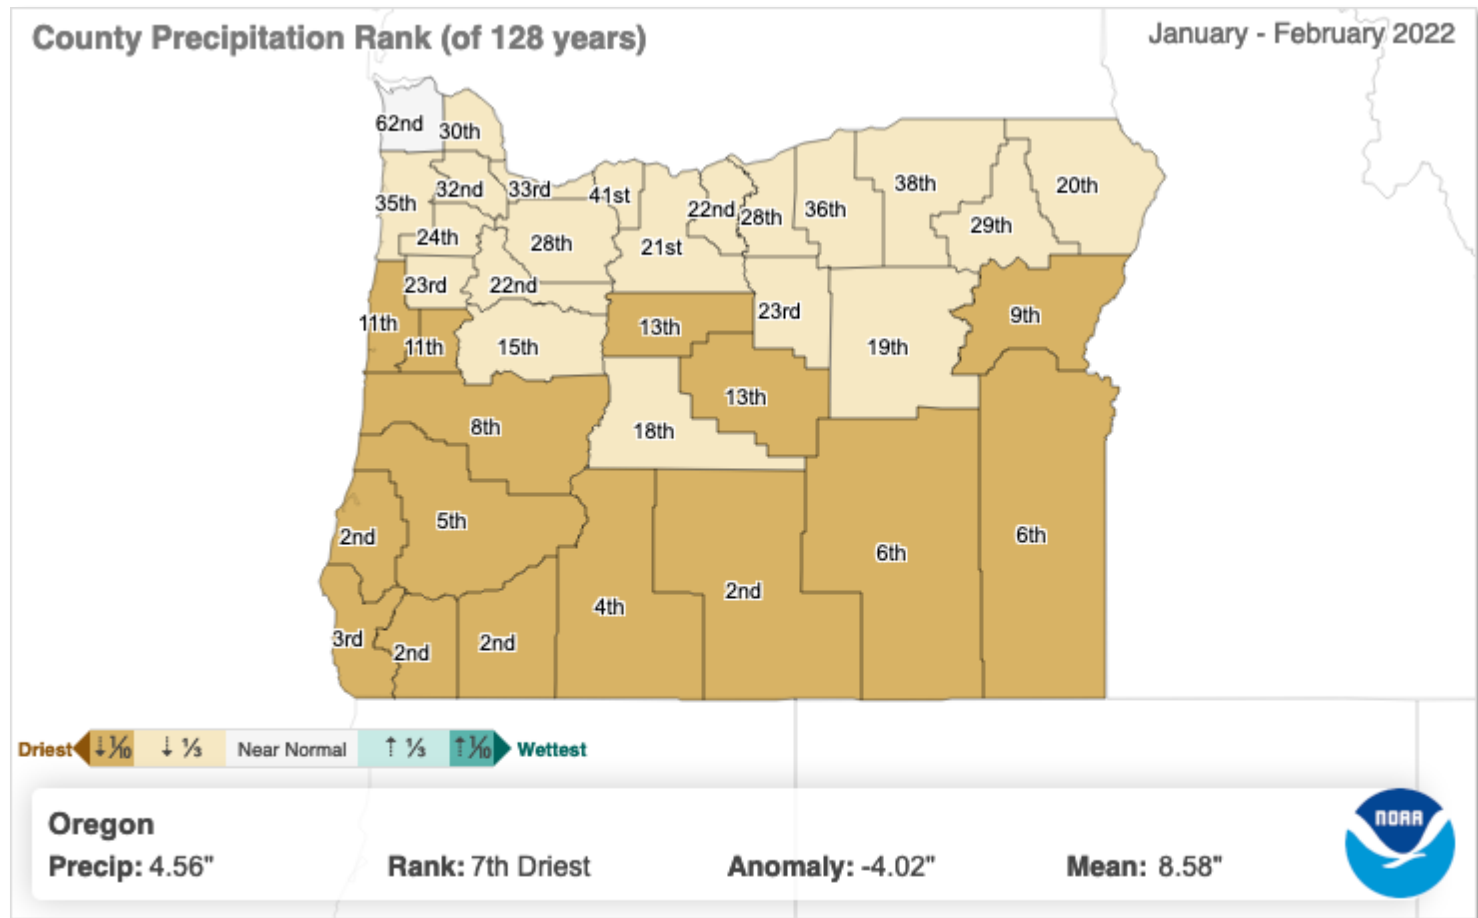 County Precipitation Rank (of 128 years)
January - February 2022
62nd
30th
35th
32nd
33rd
41st
22nd
28th
36th
38th
29th
20th
24th
28th
21st
23rd
22nd
11th
11th
15th
13th
23rd
19th
9th
13th
8th
18th
2nd
5th
6th
6th
3rd
2nd
2nd
4th
2nd
Driest ⇣⅒ ⇣ ⅓ Near Normal ⇡ ⅓ ⇡⅒ Wettest
Oregon
Precip: 4.56" Rank: 7th Driest Anomaly: -4.02" Mean: 8.58"
NOAA